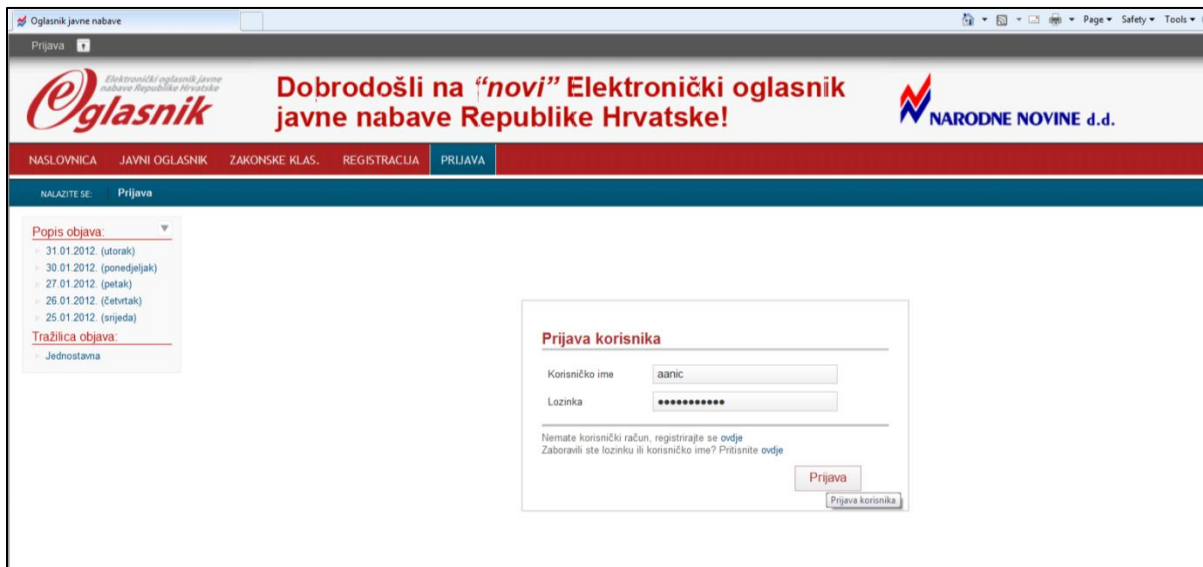 Oglasnik javne nabave
Page Safety Tools
Prijava
Elektronički oglasnik javne
nabave Republike Hrvatske
eglasnik
Dobrodošli na “novi” Elektronički oglasnik
javne nabave Republike Hrvatske!
NARODNE NOVINE d.d.
NASLOVNICA JAVNI OGLASNIK ZAKONSKE KLAS. REGISTRACIJA PRIJAVA
NALAZITE SE: Prijava
Popis objava:
31.01.2012. (utorak)
30.01.2012. (ponedjeljak)
27.01.2012. (petak)
26.01.2012. (četvrtak)
25.01.2012. (srijeda)
Tražilica objava:
Jednostavna
Prijava korisnika
Korisničko ime aanic
Lozinka •••••••••••
Nemate korisnički račun, registrirajte se ovdje
Zaboravili ste lozinku ili korisničko ime? Pritisnite ovdje
Prijava
Prijava korisnika